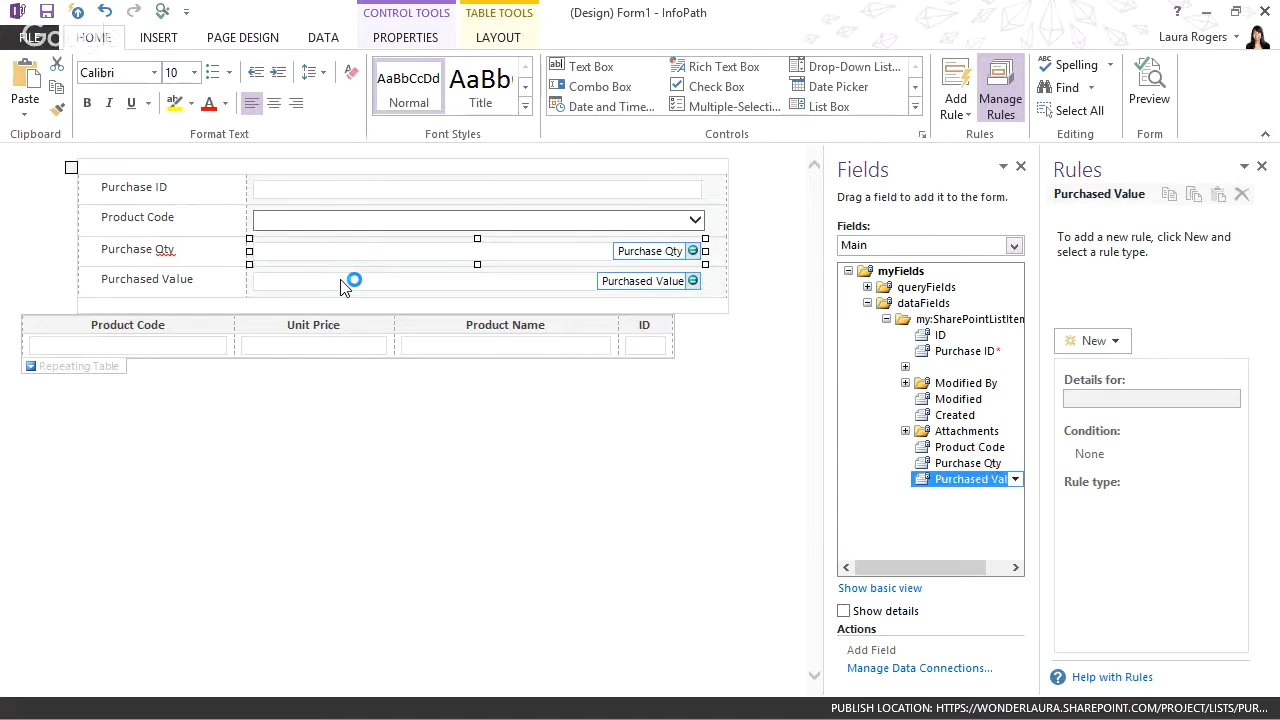 CONTROL TOOLS
TABLE TOOLS
(Design) Form1 - InfoPath
?
FILE
HOME
INSERT
PAGE DESIGN
DATA
PROPERTIES
LAYOUT
Laura Rogers
Paste
Clipboard
Calibri
10
B I U
A
Format Text
AaBbCcDd
Normal
AaBb(
Title
Font Styles
Text Box
Rich Text Box
Drop-Down List...
Combo Box
Check Box
Date Picker
Date and Time...
Multiple-Selecti...
List Box
Controls
Add
Rule
Manage
Rules
Rules
Spelling
Find
Select All
Editing
Preview
Form
Purchase ID
Product Code
Purchase Qty
Purchase Qty
Purchased Value
Purchased Value
Product Code
Unit Price
Product Name
ID
Repeating Table
Fields
Drag a field to add it to the form.
Fields:
Main
myFields
queryFields
dataFields
my:SharePointListItem
ID
Purchase ID*
Modified By
Modified
Created
Attachments
Product Code
Purchase Qty
Purchased Val
Show basic view
Show details
Actions
Add Field
Manage Data Connections...
Rules
Purchased Value
To add a new rule, click New and
select a rule type.
New
Details for:
Condition:
None
Rule type:
Help with Rules
PUBLISH LOCATION: HTTPS://WONDERLAURA.SHAREPOINT.COM/PROJECT/LISTS/PUR...